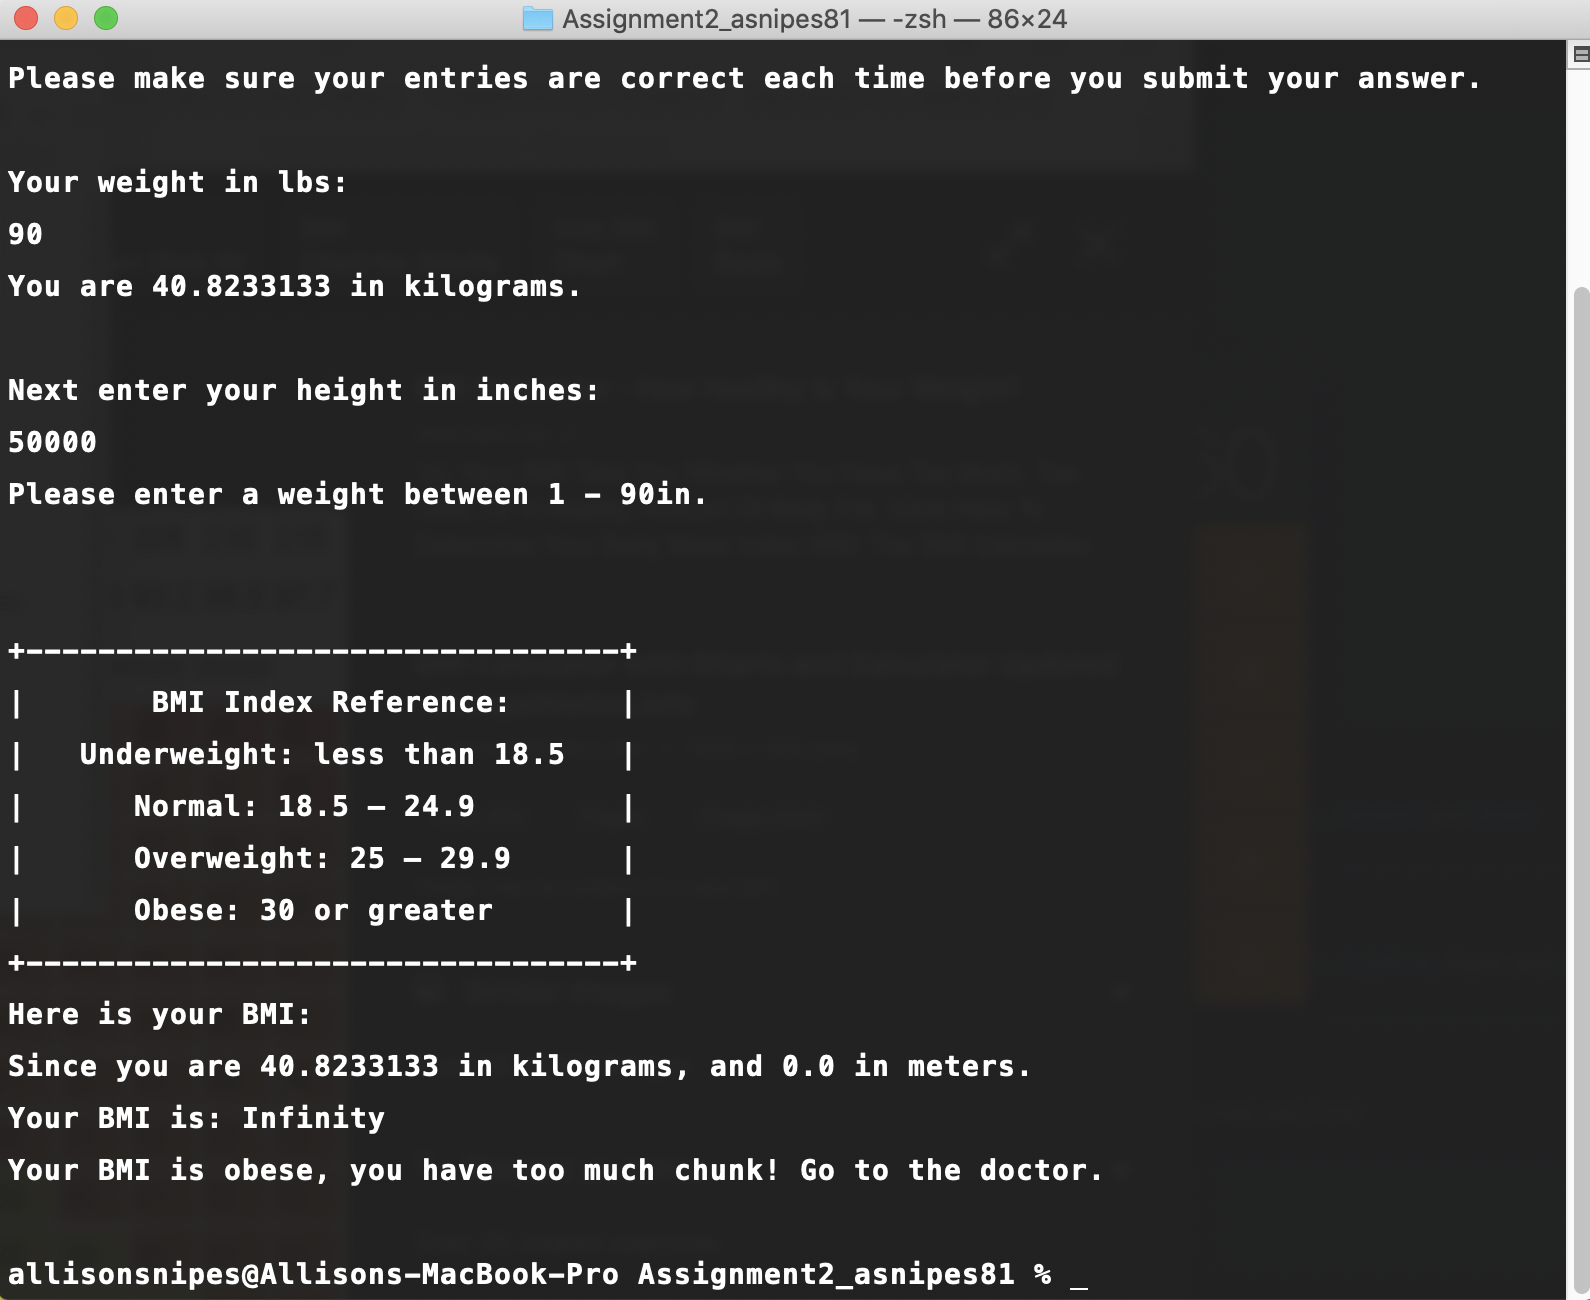 Assignment2_asnipes81 — -zsh — 86×24
Please make sure your entries are correct each time before you submit your answer.
Your weight in lbs:
90
You are 40.8233133 in kilograms.
Next enter your height in inches:
50000
Please enter a weight between 1 - 90in.
+---------------------------------+
|       BMI Index Reference:      |
|   Underweight: less than 18.5   |
|      Normal: 18.5 – 24.9        |
|      Overweight: 25 – 29.9      |
|      Obese: 30 or greater       |
+---------------------------------+
Here is your BMI:
Since you are 40.8233133 in kilograms, and 0.0 in meters.
Your BMI is: Infinity
Your BMI is obese, you have too much chunk! Go to the doctor.
allisonsnipes@Allisons-MacBook-Pro Assignment2_asnipes81 % _